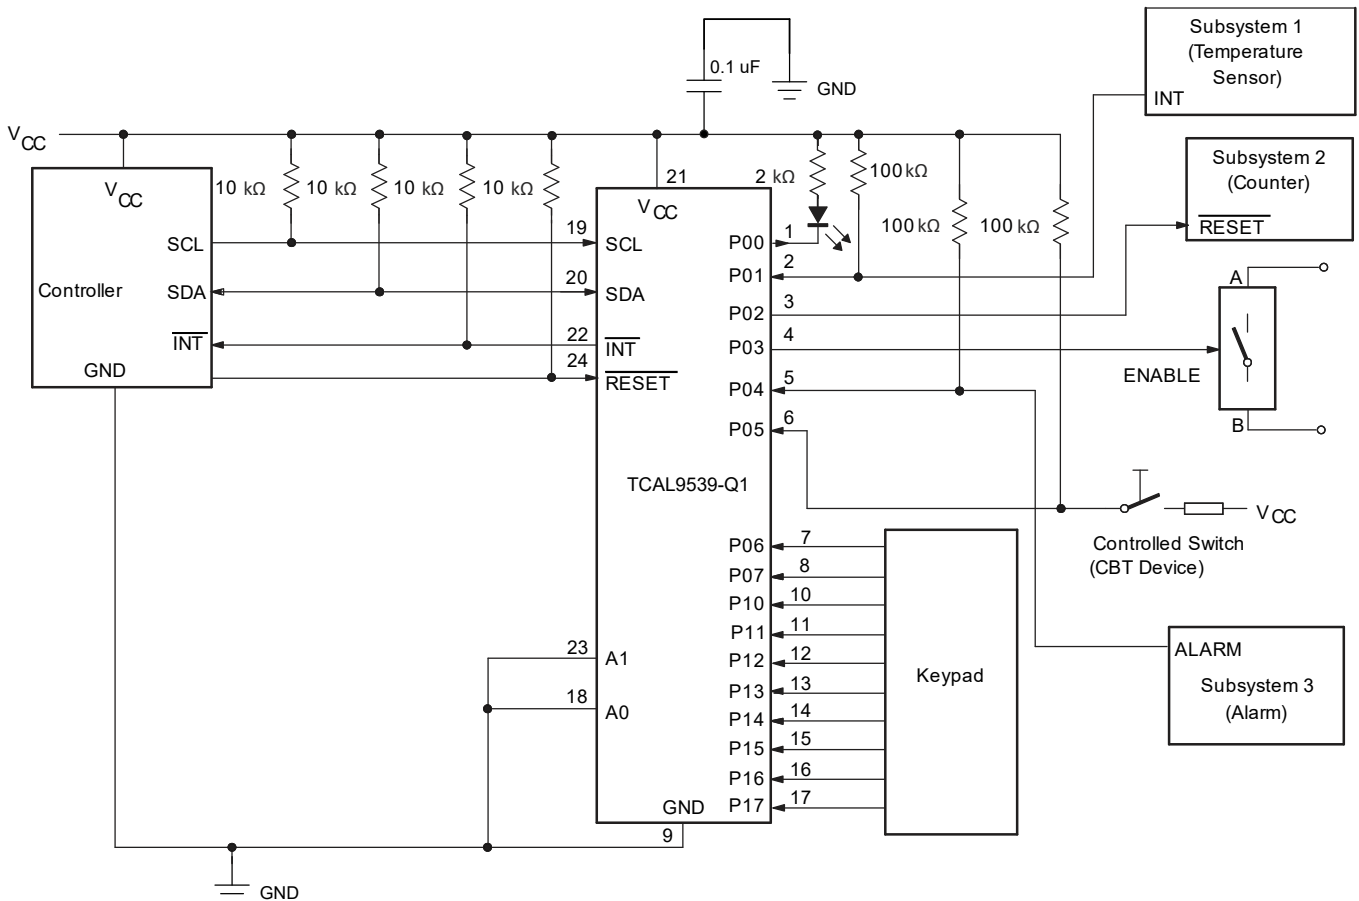 Subsystem 1
(Temperature
Sensor)
INT
0.1 uF
GND
VCC
Subsystem 2
(Counter)
RESET
VCC
10 kΩ
10 kΩ
10 kΩ
10 kΩ
21
VCC
2 kΩ
100 kΩ
100 kΩ
100 kΩ
SCL
19
SCL
P00
1
Controller
SDA
20
SDA
P01
2
INT
22
INT
P02
3
24
RESET
P03
4
GND
P04
5
P05
6
A
ENABLE
B
TCAL9539-Q1
VCC
Controlled Switch
(CBT Device)
P06
7
P07
8
P10
10
P11
11
P12
12
P13
13
P14
14
P15
15
P16
16
P17
17
Keypad
ALARM
Subsystem 3
(Alarm)
23
A1
18
A0
GND
9
GND